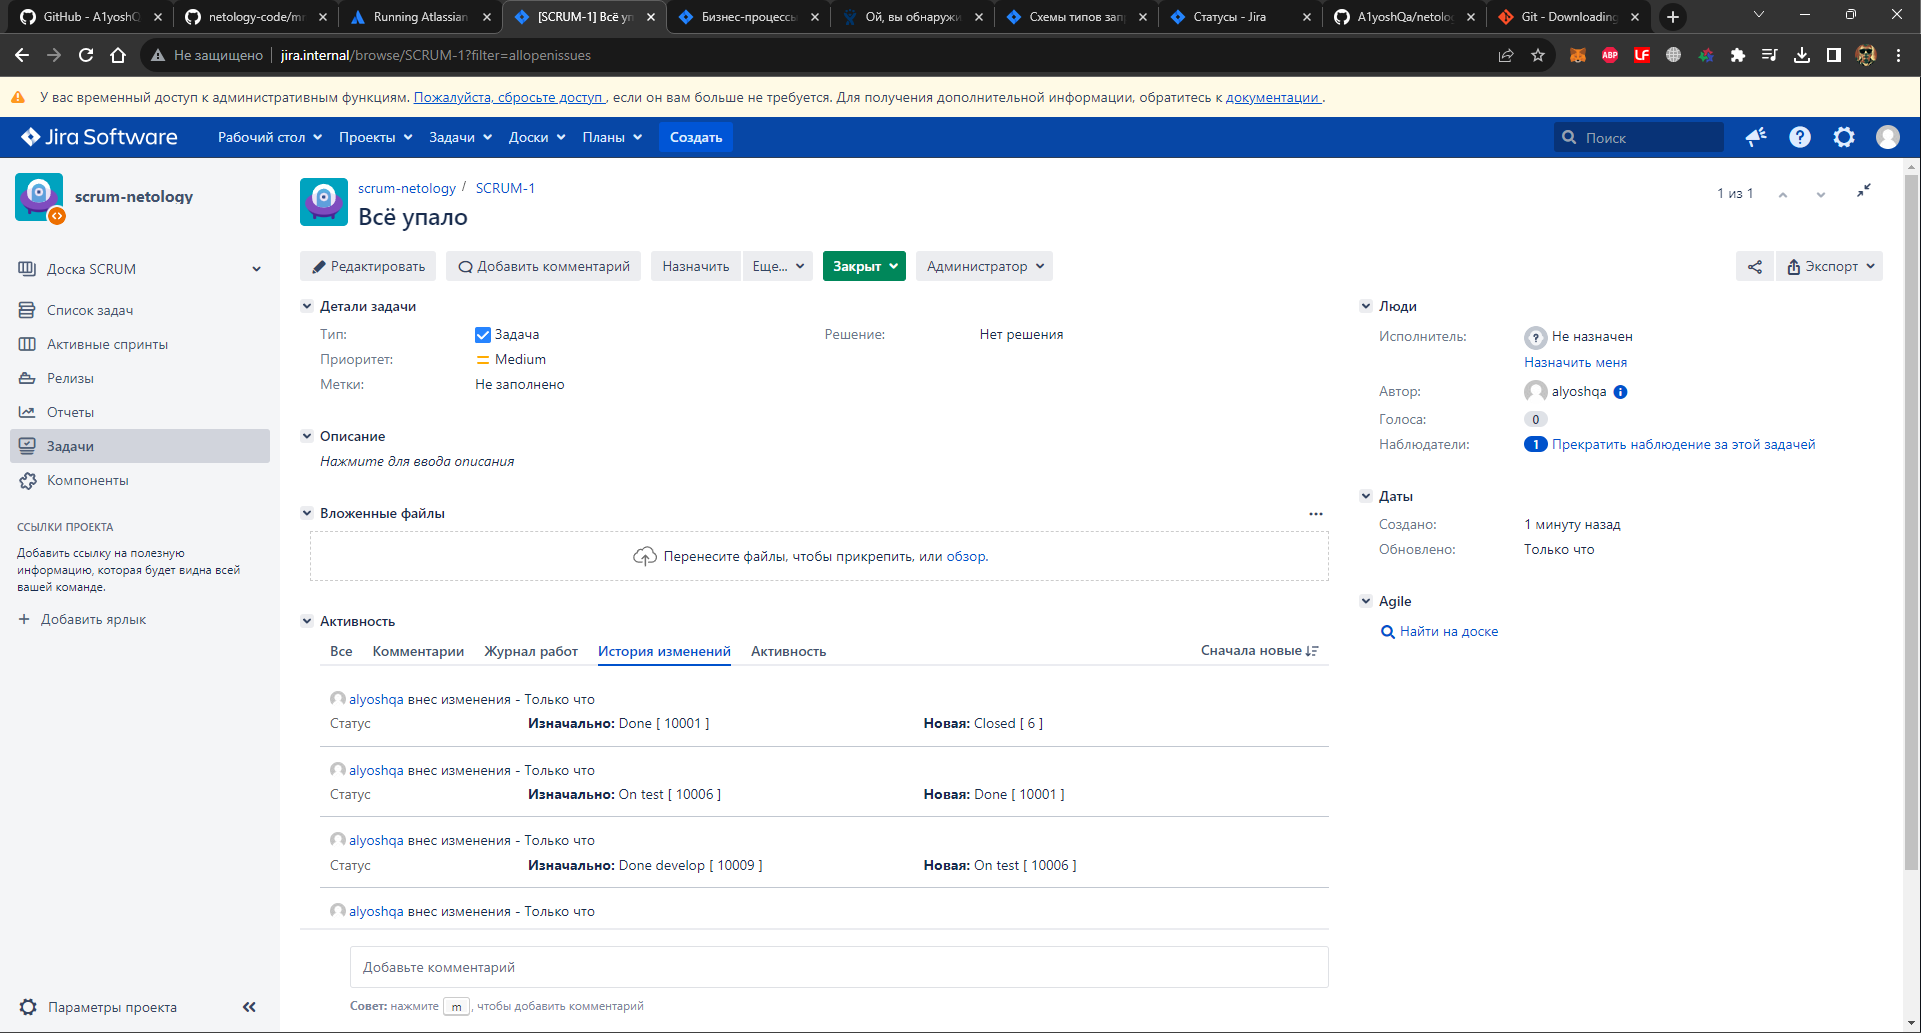 GitHub - A1yoshQ
netology-code/mn
Running Atlassian
[SCRUM-1] Всё уп
Бизнес-процессы
Ой, вы обнаружи
Схемы типов зап
Статусы - Jira
A1yoshQa/netolo
Git - Downloading
Не защищено
jira.internal/browse/SCRUM-1?filter=allopenissues
ABP
LF
У вас временный доступ к административным функциям. Пожалуйста, сбросьте доступ , если он вам больше не требуется. Для получения дополнительной информации, обратитесь к документации .
Jira Software
Рабочий стол
Проекты
Задачи
Доски
Планы
Создать
Поиск
scrum-netology
Доска SCRUM
Список задач
Активные спринты
Релизы
Отчеты
Задачи
Компоненты
ССЫЛКИ ПРОЕКТА
Добавить ссылку на полезную
информацию, которая будет видна всей
вашей команде.
+ Добавить ярлык
Параметры проекта
scrum-netology / SCRUM-1
Всё упало
1 из 1
Редактировать
Добавить комментарий
Назначить
Еще...
Закрыт
Администратор
Экспорт
Детали задачи
Тип: Задача
Решение: Нет решения
Приоритет: Medium
Метки: Не заполнено
Описание
Нажмите для ввода описания
Вложенные файлы
Перенесите файлы, чтобы прикрепить, или обзор.
Активность
Все
Комментарии
Журнал работ
История изменений
Активность
Сначала новые
alyoshqa внес изменения - Только что
Статус Изначально: Done [ 10001 ] Новая: Closed [ 6 ]
alyoshqa внес изменения - Только что
Статус Изначально: On test [ 10006 ] Новая: Done [ 10001 ]
alyoshqa внес изменения - Только что
Статус Изначально: Done develop [ 10009 ] Новая: On test [ 10006 ]
alyoshqa внес изменения - Только что
Добавьте комментарий
Совет: нажмите m , чтобы добавить комментарий
Люди
Исполнитель: Не назначен
Назначить меня
Автор: alyoshqa
Голоса: 0
Наблюдатели: 1 Прекратить наблюдение за этой задачей
Даты
Создано: 1 минуту назад
Обновлено: Только что
Agile
Найти на доске